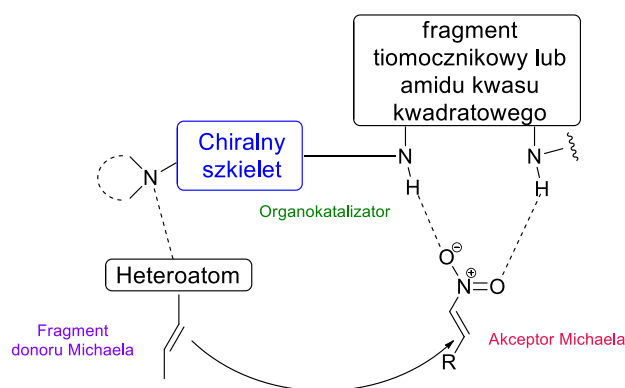 fragment
tiomocznikowy lub
amidu kwasu
kwadratowego
Chiralny
szkielet
N
N
N
H
H
Organokatalizator
O⊖
N⊕
O
Heteroatom
Fragment
donoru Michaela
Akceptor Michaela
R